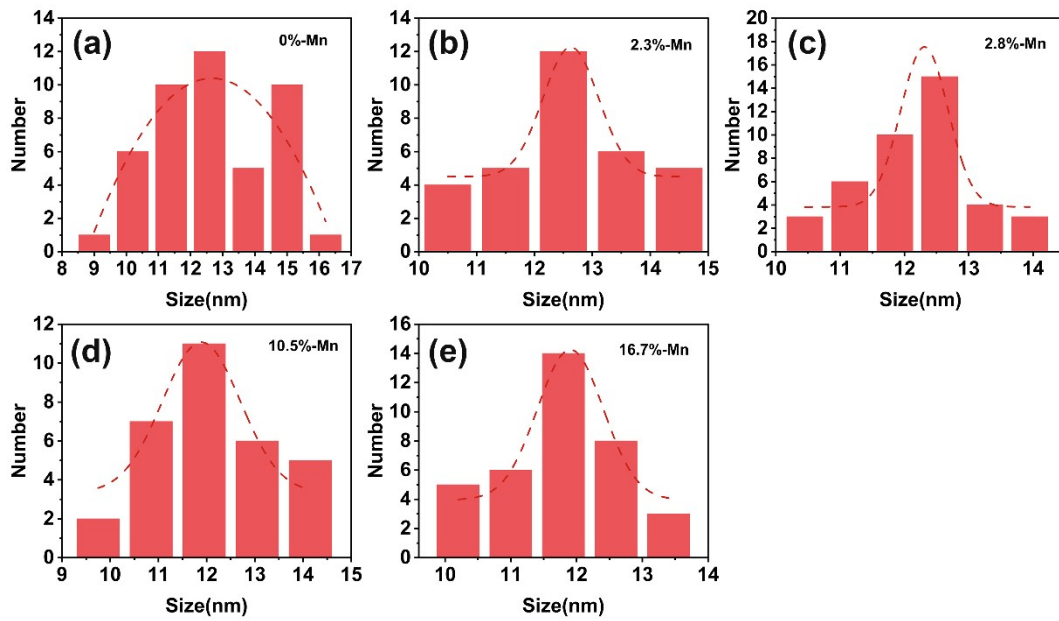 (a)
0%-Mn
Number
14
12
10
8
6
4
2
0
8 9 10 11 12 13 14 15 16 17
Size(nm)
(b)
2.3%-Mn
Number
14
12
10
8
6
4
2
0
10 11 12 13 14 15
Size(nm)
(c)
2.8%-Mn
Number
20
18
16
14
12
10
8
6
4
2
0
10 11 12 13 14
Size(nm)
(d)
10.5%-Mn
Number
12
10
8
6
4
2
0
9 10 11 12 13 14 15
Size(nm)
(e)
16.7%-Mn
Number
16
14
12
10
8
6
4
2
0
10 11 12 13 14
Size(nm)